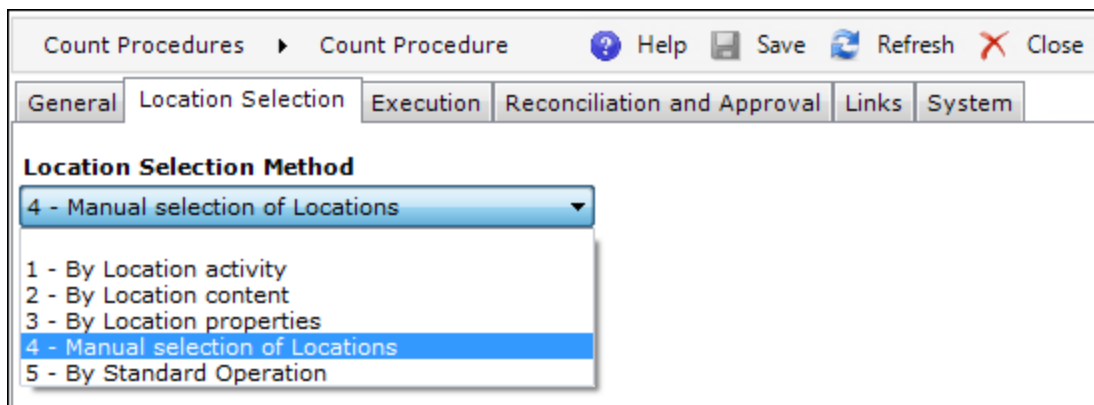 Count Procedures Count Procedure Help Save Refresh Close
General Location Selection Execution Reconciliation and Approval Links System
Location Selection Method
4 - Manual selection of Locations
1 - By Location activity
2 - By Location content
3 - By Location properties
4 - Manual selection of Locations
5 - By Standard Operation